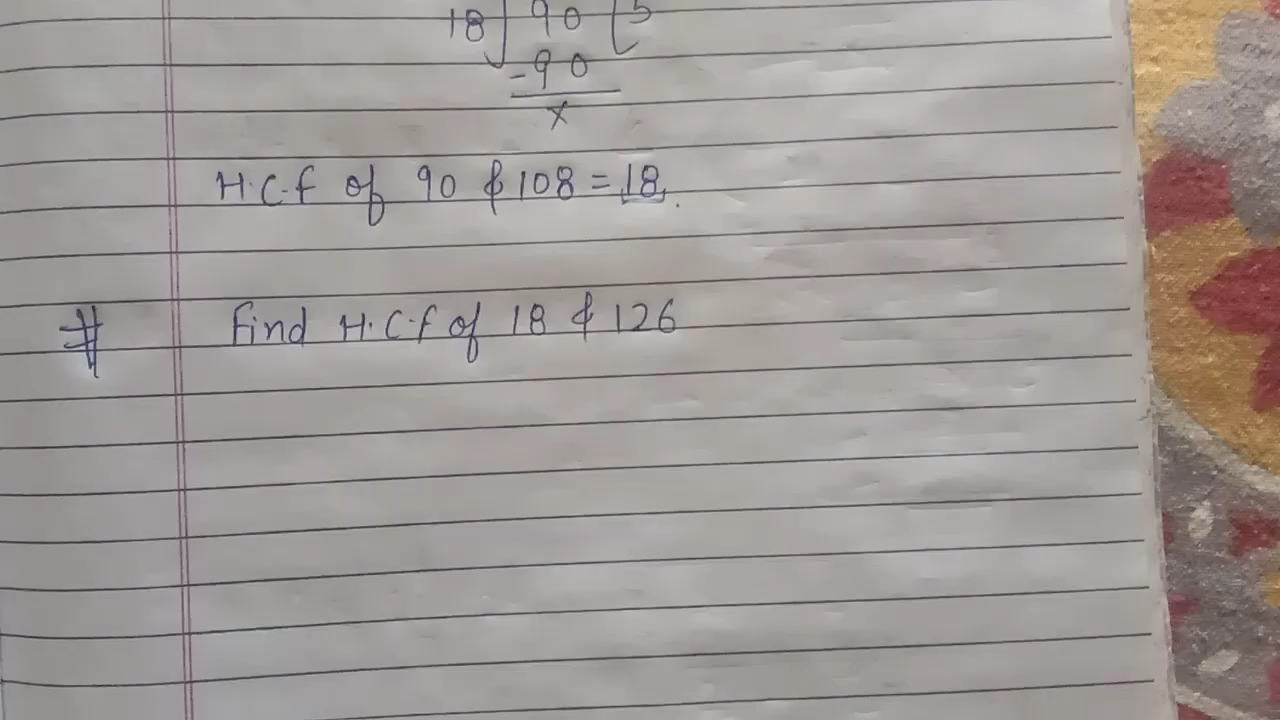 18 ) 90 ( 5
-90
x
H.C.f of 90 & 108 = 18.
# Find H.C.f of 18 & 126